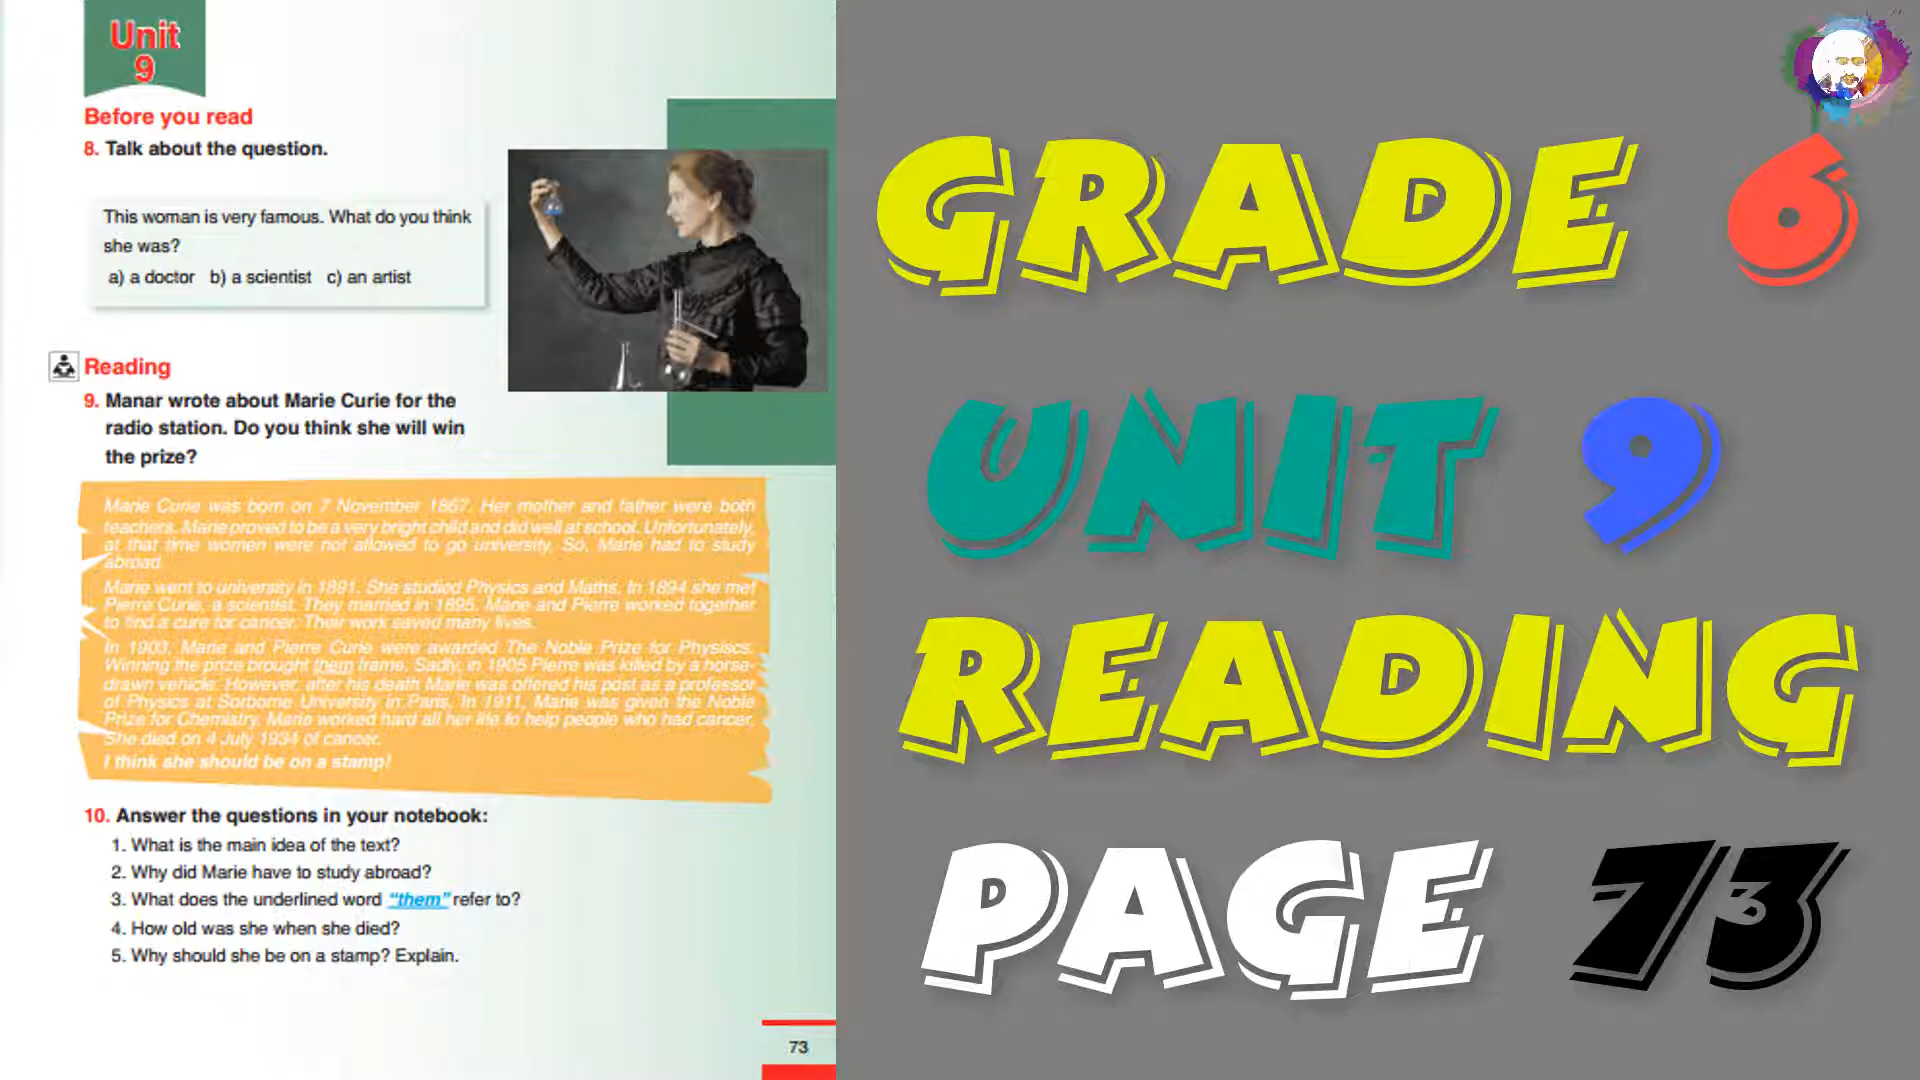 Unit
9
Before you read
8. Talk about the question.
This woman is very famous. What do you think
she was?
a) a doctor b) a scientist c) an artist
Reading
9. Manar wrote about Marie Curie for the
radio station. Do you think she will win
the prize?
Marie Curie was born on 7 November 1867. Her mother and father were both
teachers. Marie proved to be a very bright child and did well at school. Unfortunately,
at that time women were not allowed to go university. So, Marie had to study
abroad.
Marie went to university in 1891. She studied Physics and Maths. In 1894 she met
Pierre Curie, a scientist. They married in 1895. Marie and Pierre worked together
to find a cure for cancer. Their work saved many lives.
In 1903, Marie and Pierre Curie were awarded The Noble Prize for Physiscs.
Winning the prize brought them frame. Sadly, in 1905 Pierre was killed by a horse-
drawn vehicle. However, after his death Marie was offered his post as a professor
of Physics at Sorborne University in Paris. In 1911, Marie was given the Noble
Prize for Chemistry. Marie worked hard all her life to help people who had cancer.
She died on 4 July 1934 of cancer.
I think she should be on a stamp!
10. Answer the questions in your notebook:
1. What is the main idea of the text?
2. Why did Marie have to study abroad?
3. What does the underlined word "them" refer to?
4. How old was she when she died?
5. Why should she be on a stamp? Explain.
73
GRADE 6
UNIT 9
READING
PAGE 73